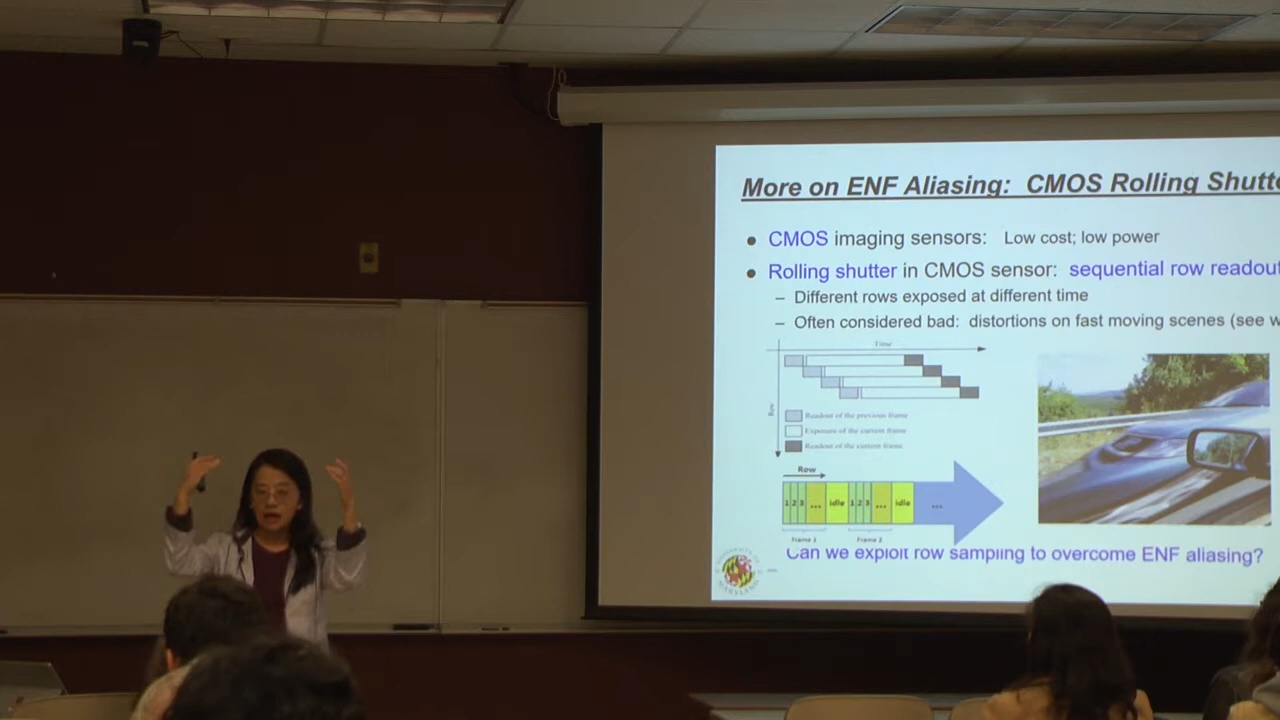 More on ENF Aliasing: CMOS Rolling Shutte
CMOS imaging sensors: Low cost; low power
Rolling shutter in CMOS sensor: sequential row readout
– Different rows exposed at different time
– Often considered bad: distortions on fast moving scenes (see w
Time
Row
Readout of the previous frame
Exposure of the current frame
Readout of the current frame
Row
1 2 3 ... idle 1 2 3 ... idle ...
Frame 1 Frame 2
Can we exploit row sampling to overcome ENF aliasing?